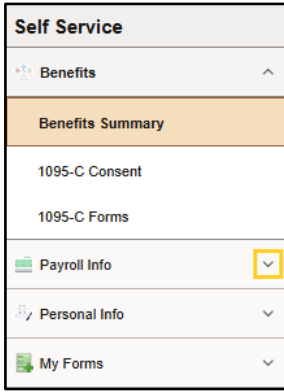 Self Service
Benefits
Benefits Summary
1095-C Consent
1095-C Forms
Payroll Info
Personal Info
My Forms